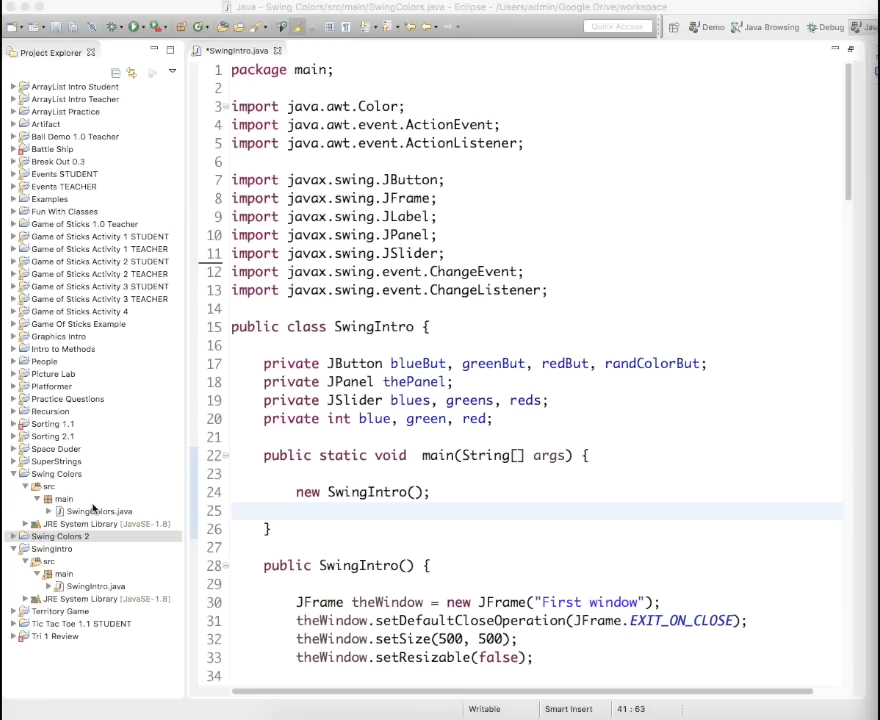 Java - Swing Colors/src/main/SwingColors.java - Eclipse - /Users/admin/Google Drive/workspace
Quick Access
Demo
Java Browsing
Debug
Java
Project Explorer
*SwingIntro.java
ArrayList Intro Student
ArrayList Intro Teacher
ArrayList Practice
Artifact
Ball Demo 1.0 Teacher
Battle Ship
Break Out 0.3
Events STUDENT
Events TEACHER
Examples
Fun With Classes
Game of Sticks 1.0 Teacher
Game of Sticks Activity 1 STUDENT
Game of Sticks Activity 1 TEACHER
Game of Sticks Activity 2 STUDENT
Game of Sticks Activity 2 TEACHER
Game of Sticks Activity 3 STUDENT
Game of Sticks Activity 3 TEACHER
Game of Sticks Activity 4
Game Of Sticks Example
Graphics Intro
Intro to Methods
People
Picture Lab
Platformer
Practice Questions
Recursion
Sorting 1.1
Sorting 2.1
Space Duder
SuperStrings
Swing Colors
src
main
SwingColors.java
JRE System Library [JavaSE-1.8]
Swing Colors 2
SwingIntro
src
main
SwingIntro.java
JRE System Library [JavaSE-1.8]
Territory Game
Tic Tac Toe 1.1 STUDENT
Tri 1 Review
1 package main;
2
3 import java.awt.Color;
4 import java.awt.event.ActionEvent;
5 import java.awt.event.ActionListener;
6
7 import javax.swing.JButton;
8 import javax.swing.JFrame;
9 import javax.swing.JLabel;
10 import javax.swing.JPanel;
11 import javax.swing.JSlider;
12 import javax.swing.event.ChangeEvent;
13 import javax.swing.event.ChangeListener;
14
15 public class SwingIntro {
16
17 private JButton blueBut, greenBut, redBut, randColorBut;
18 private JPanel thePanel;
19 private JSlider blues, greens, reds;
20 private int blue, green, red;
21
22 public static void main(String[] args) {
23
24 new SwingIntro();
25
26 }
27
28 public SwingIntro() {
29
30 JFrame theWindow = new JFrame("First window");
31 theWindow.setDefaultCloseOperation(JFrame.EXIT_ON_CLOSE);
32 theWindow.setSize(500, 500);
33 theWindow.setResizable(false);
34
Writable
Smart Insert
41 : 63